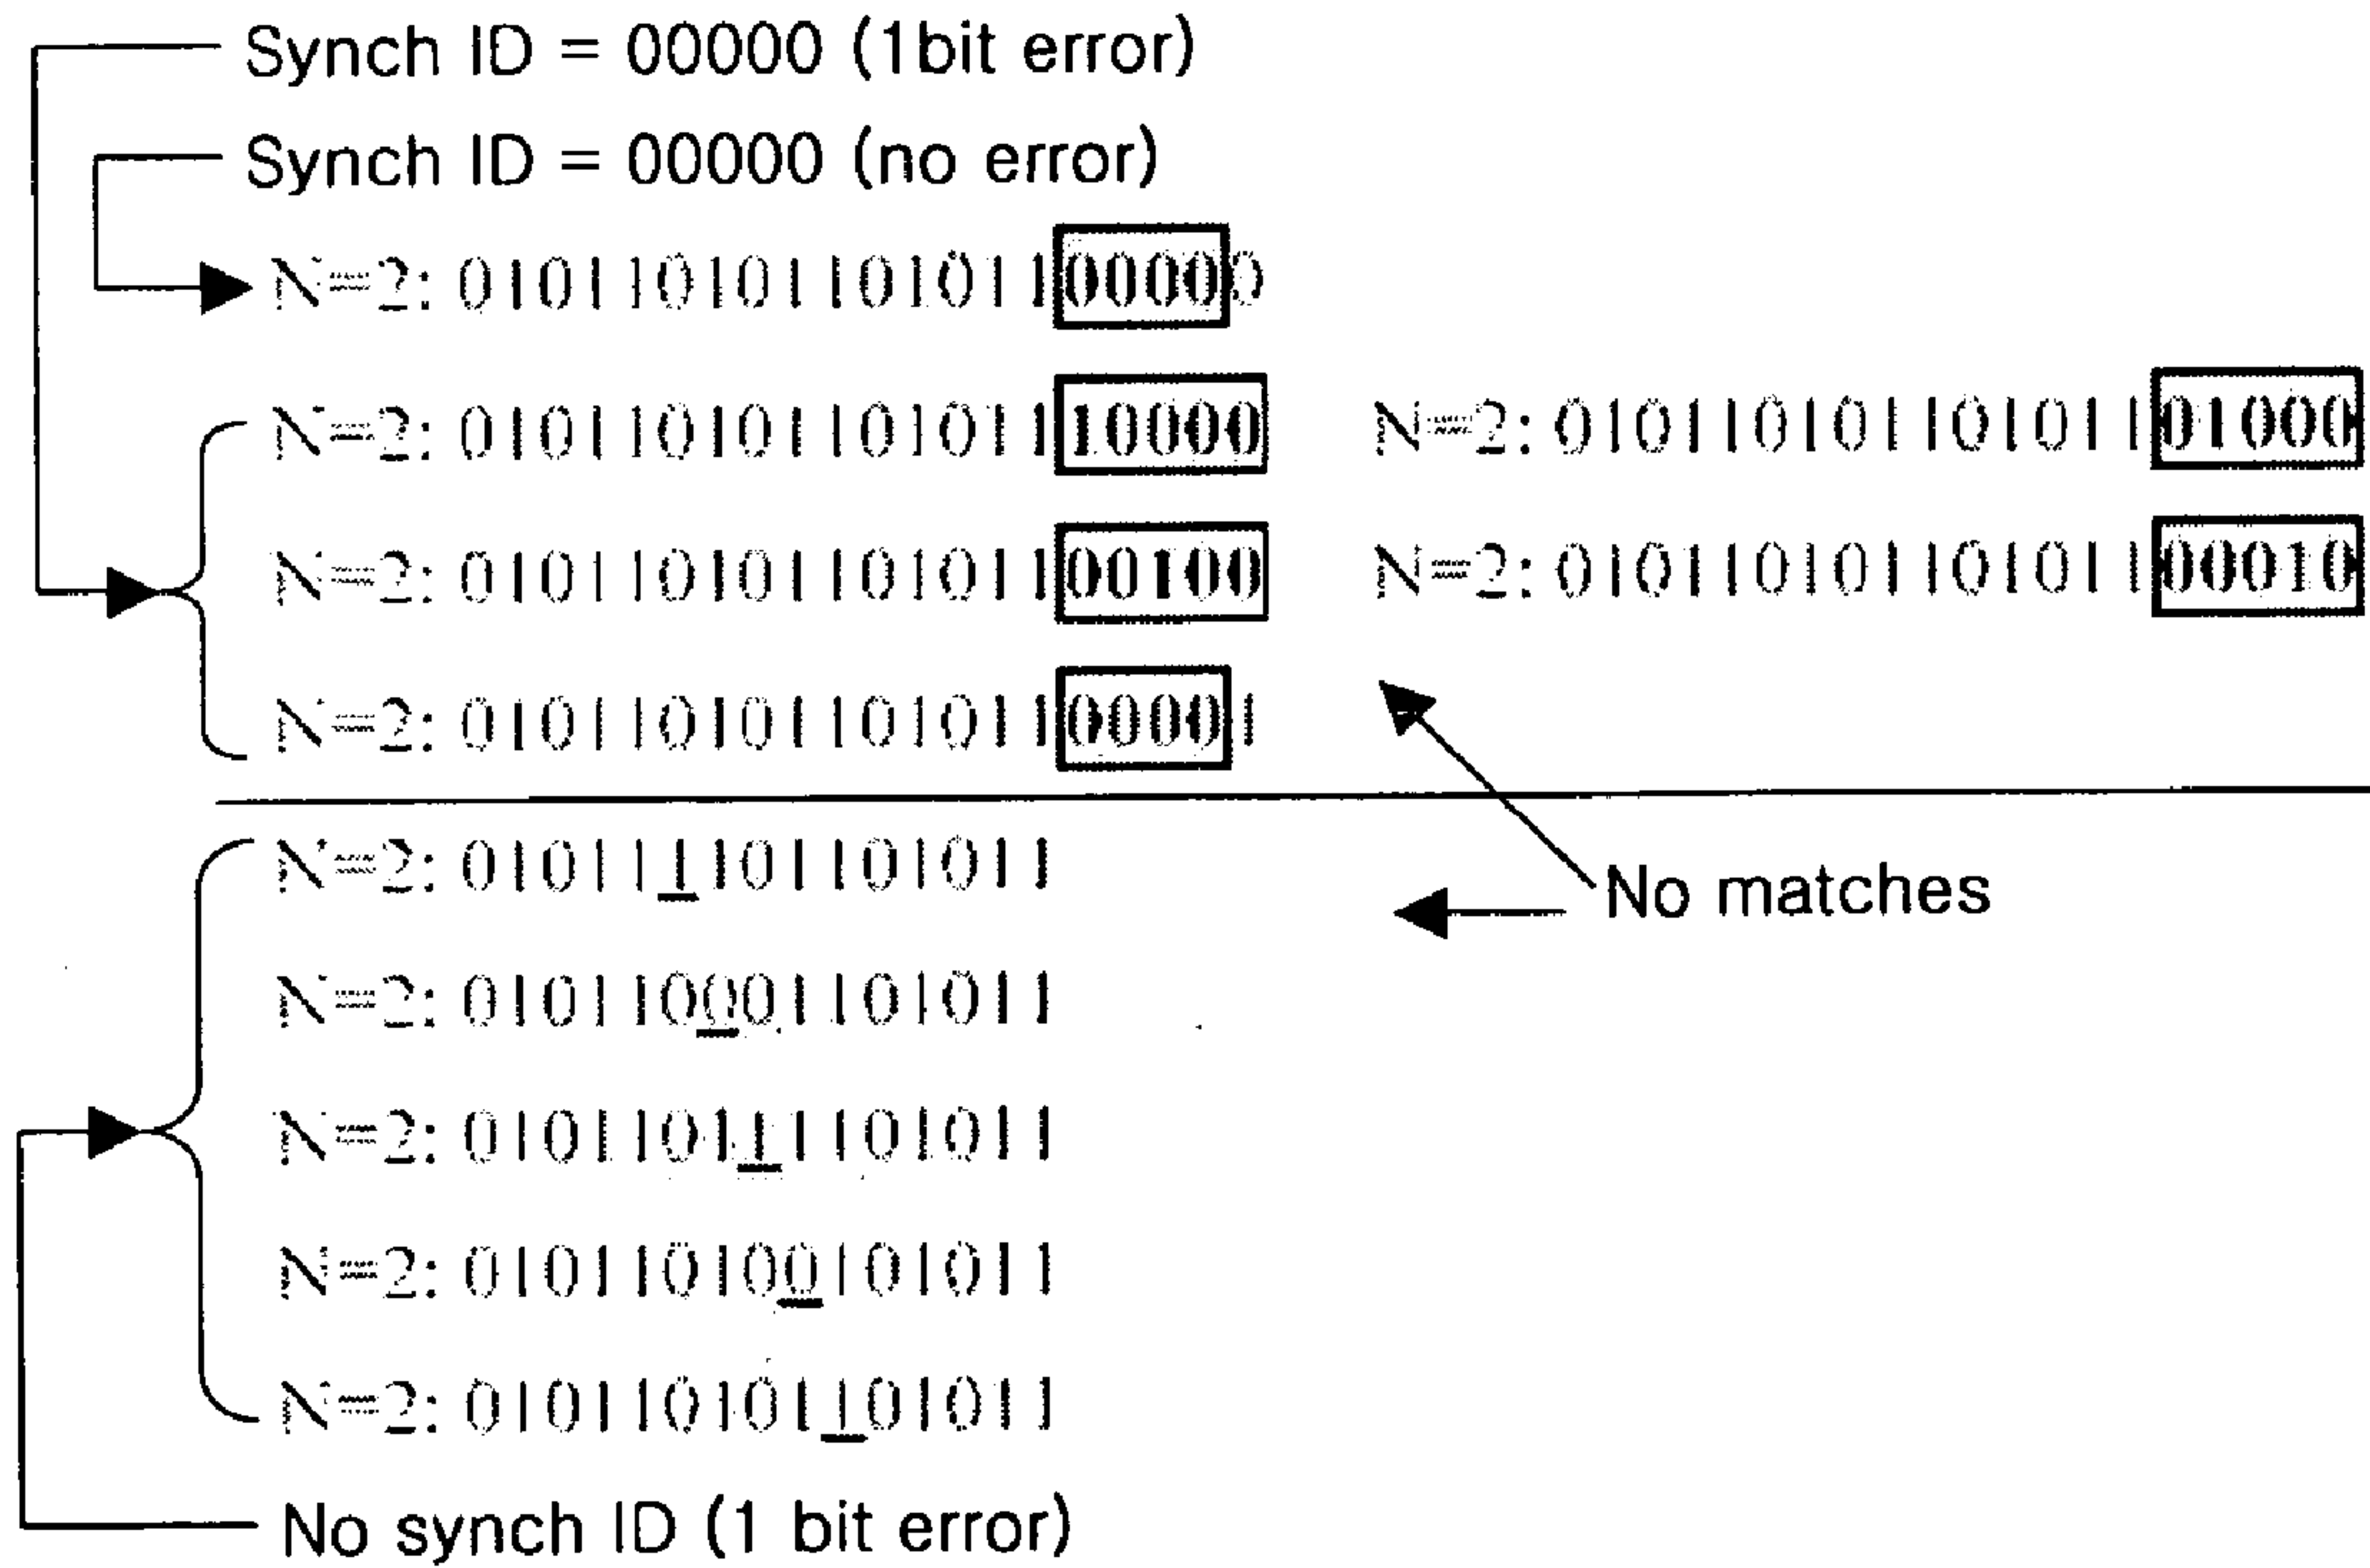 Synch ID = 00000 (1bit error)
Synch ID = 00000 (no error)
N=2: 01011010110101100000
N=2: 01011010110101110000 N=2: 01011010110101101000
N=2: 01011010110101100100 N=2: 01011010110101100010
N=2: 01011010110101100001
N=2: 010111101101011
No matches
N=2: 010110001101011
N=2: 010110111101011
N=2: 010110100101011
N=2: 010110101101011
No synch ID (1 bit error)